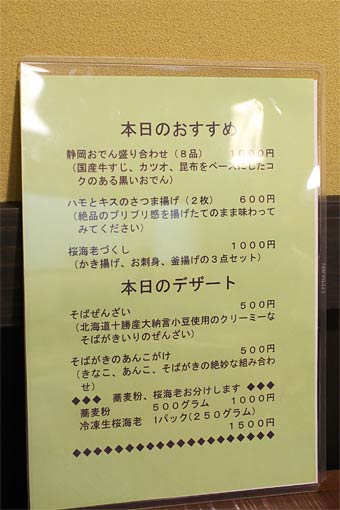 本日のおすすめ
静岡おでん盛り合わせ（８品） １０００円
（国産牛すじ、カツオ、昆布をベースにしたコ
クのある黒いおでん）
ハモとキスのさつま揚げ（２枚） ６００円
（絶品のプリプリ感を揚げたてのまま味わって
みてください）
桜海老づくし １０００円
（かき揚げ、お刺身、釜揚げの３点セット）
本日のデザート
そばぜんざい ５００円
（北海道十勝産大納言小豆使用のクリーミーな
そばがきいりのぜんざい）
そばがきのあんこがけ ５００円
（きなこ、あんこ、そばがきの絶妙な組み合わ
せ）
◆◆◆ 蕎麦粉、桜海老お分けします ◆◆◆◆
蕎麦粉 ５００グラム １０００円
冷凍生桜海老 1パック(２５０グラム)
１５００円
◆◆◆◆◆◆◆◆◆◆◆◆◆◆◆◆◆◆◆◆